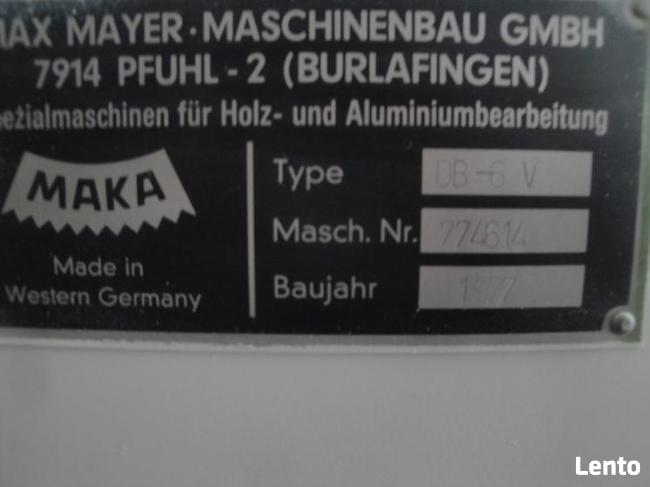 MAX MAYER · MASCHINENBAU GMBH
7914 PFUHL - 2 (BURLAFINGEN)
ezialmaschinen für Holz- und Aluminiumbearbeitung
MAKA
Made in
Western Germany
Type DB-6 V
Masch. Nr. 774614
Baujahr 1977
Lento